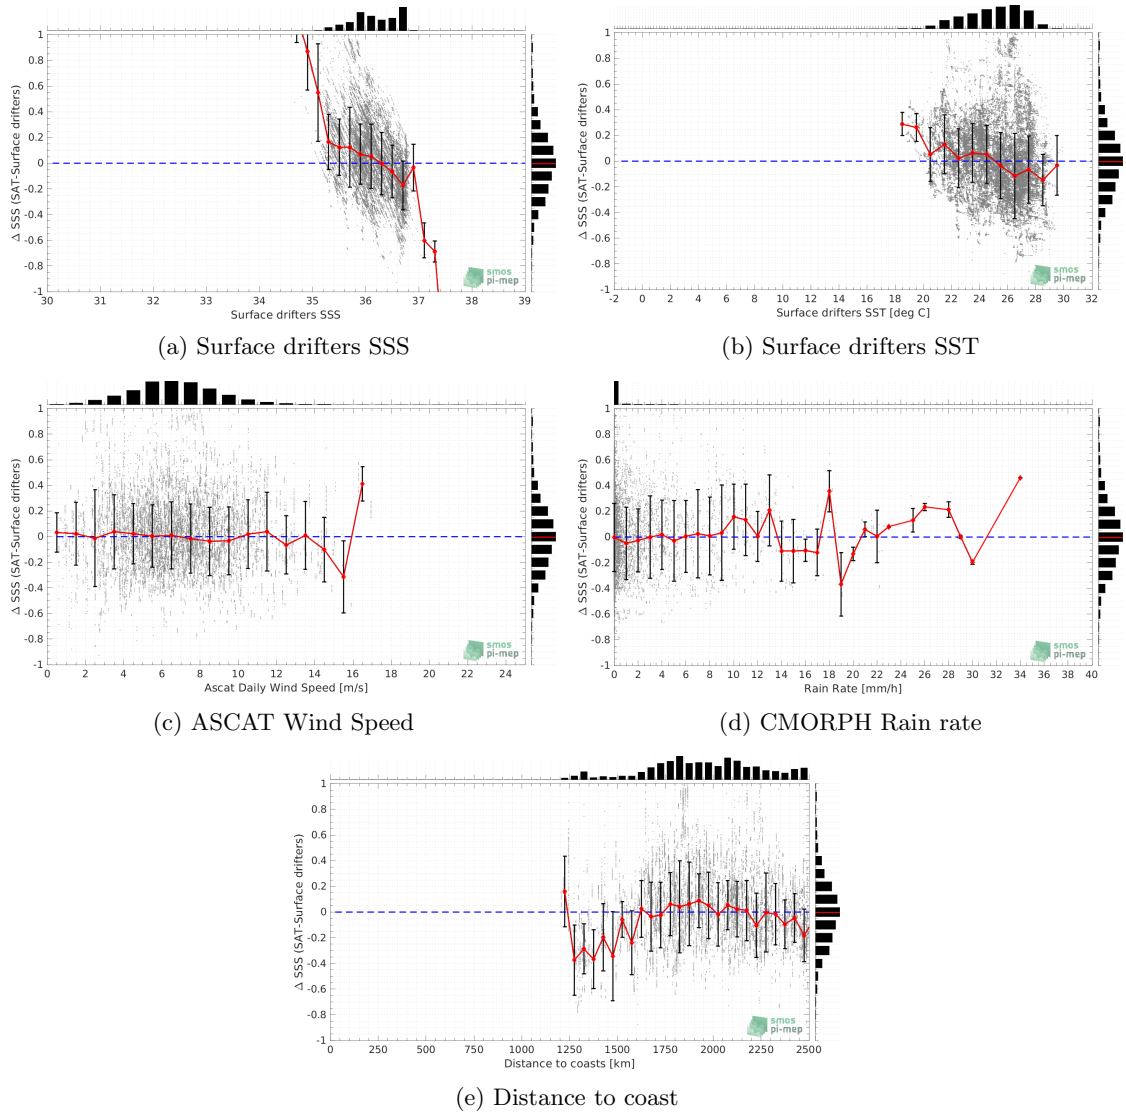 1
0.8
0.6
0.4
0.2
0
-0.2
-0.4
-0.6
-0.8
-1
Δ SSS (SAT-Surface drifters)
30 31 32 33 34 35 36 37 38 39
Surface drifters SSS
smos
pi-mep
(a) Surface drifters SSS
1
0.8
0.6
0.4
0.2
0
-0.2
-0.4
-0.6
-0.8
-1
Δ SSS (SAT-Surface drifters)
-2 0 2 4 6 8 10 12 14 16 18 20 22 24 26 28 30 32
Surface drifters SST [deg C]
smos
pi-mep
(b) Surface drifters SST
1
0.8
0.6
0.4
0.2
0
-0.2
-0.4
-0.6
-0.8
-1
Δ SSS (SAT-Surface drifters)
0 2 4 6 8 10 12 14 16 18 20 22 24
Ascat Daily Wind Speed [m/s]
smos
pi-mep
(c) ASCAT Wind Speed
1
0.8
0.6
0.4
0.2
0
-0.2
-0.4
-0.6
-0.8
-1
Δ SSS (SAT-Surface drifters)
0 2 4 6 8 10 12 14 16 18 20 22 24 26 28 30 32 34 36 38 40
Rain Rate [mm/h]
smos
pi-mep
(d) CMORPH Rain rate
1
0.8
0.6
0.4
0.2
0
-0.2
-0.4
-0.6
-0.8
-1
Δ SSS (SAT-Surface drifters)
0 250 500 750 1000 1250 1500 1750 2000 2250 2500
Distance to coasts [km]
smos
pi-mep
(e) Distance to coast